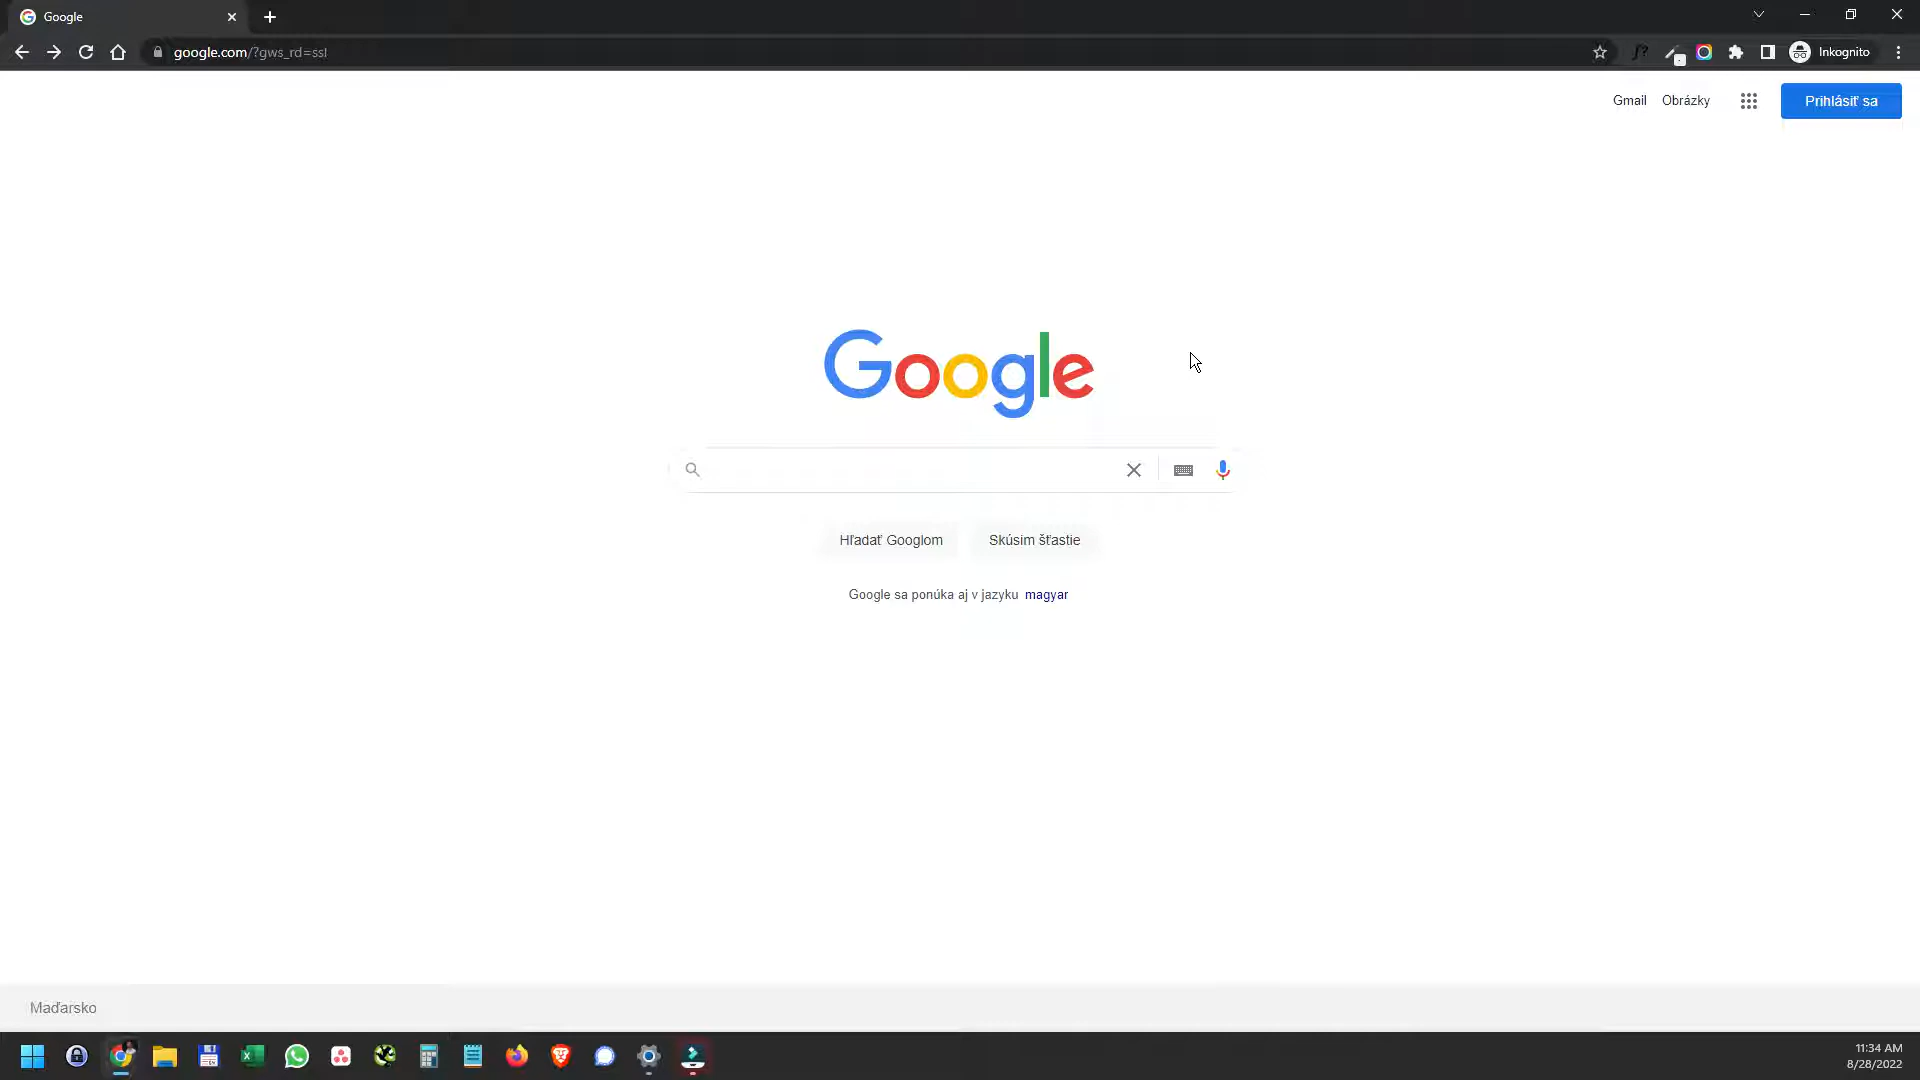 Google
google.com/?gws_rd=ssl
Inkognito
Gmail
Obrázky
Prihlásiť sa
Google
Hľadať Googlom
Skúsim šťastie
Google sa ponúka aj v jazyku magyar
Maďarsko
11:34 AM
8/28/2022